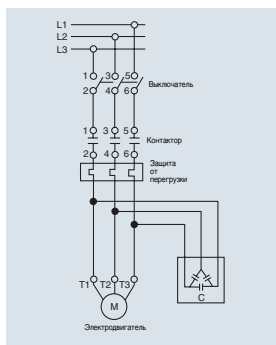 L1
L2
L3
1 3 5
2 4 6
Выключатель
1 3 5
2 4 6
Контактор
Защита
от
перегрузки
T1 T2 T3
M
C
Электродвигатель